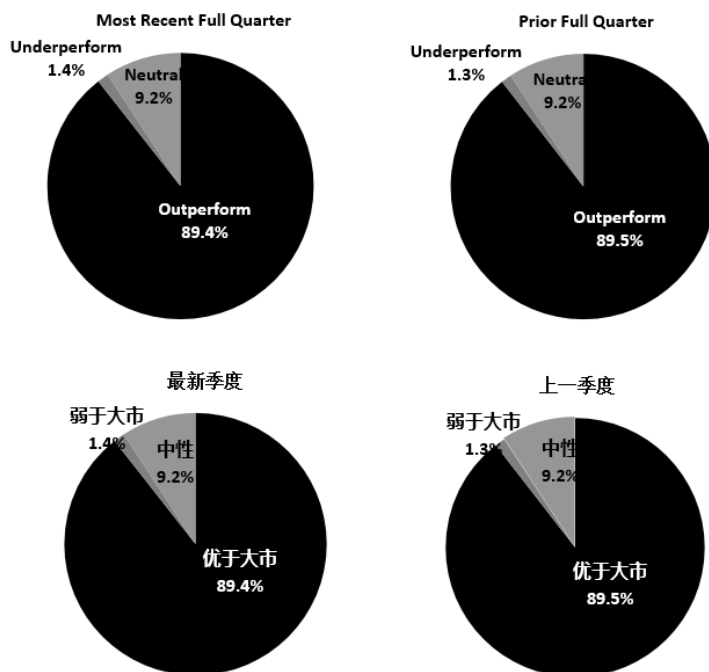 Most Recent Full Quarter
Underperform
1.4%
Neutral
9.2%
Outperform
89.4%
Prior Full Quarter
Underperform
1.3%
Neutral
9.2%
Outperform
89.5%
最新季度
弱于大市
1.4%
中性
9.2%
优于大市
89.4%
上一季度
弱于大市
1.3%
中性
9.2%
优于大市
89.5%